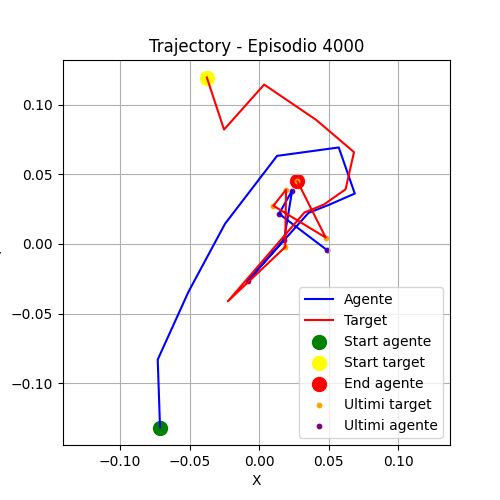 Trajectory - Episodio 4000
0.10
0.05
0.00
−0.05
−0.10
−0.10
−0.05
0.00
0.05
0.10
X
Agente
Target
Start agente
Start target
End agente
Ultimi target
Ultimi agente